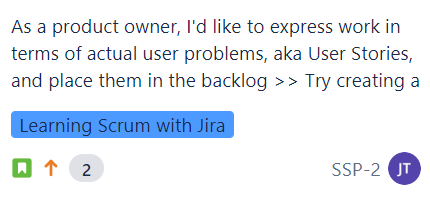 As a product owner, I'd like to express work in
terms of actual user problems, aka User Stories,
and place them in the backlog >> Try creating a
Learning Scrum with Jira
2 SSP-2 JT